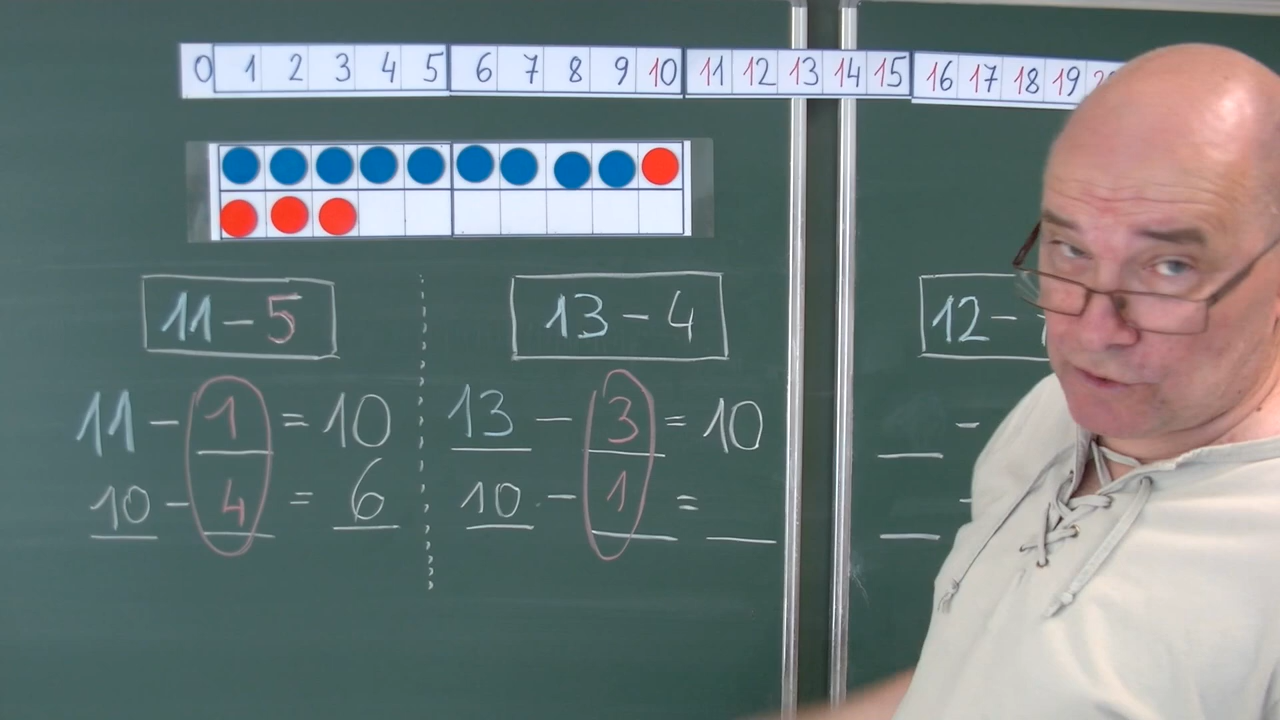 0 1 2 3 4 5 6 7 8 9 10 11 12 13 14 15 16 17 18 19
11 - 5
11 - 1 = 10
10 - 4 = 6
13 - 4
13 - 3 = 10
10 - 1 =
12 -
-
-